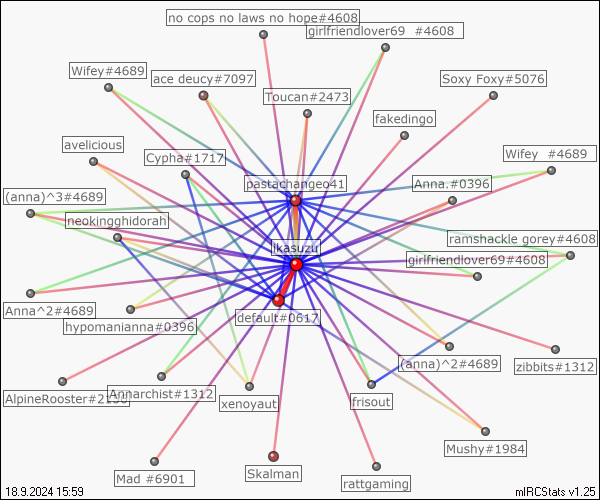 no cops no laws no hope#4608
girlfriendlover69 #4608
Wifey#4689
ace deucy#7097
Soxy Foxy#5076
Toucan#2473
fakedingo
avelicious
Cypha#1717
Wifey #4689
pastachangeo41
Anna.#0396
(anna)^3#4689
neokingghidorah
jkasuzu
ramshackle gorey#4608
girlfriendlover69#4608
Anna^2#4689
default#0617
hypomanianna#0396
(anna)^2#4689
zibbits#1312
AlpineRooster#2
Annarchist#1312
xenoyaut
frisout
Mushy#1984
Mad #6901
Skalman
rattgaming
18.9.2024 15:59
mIRCStats v1.25